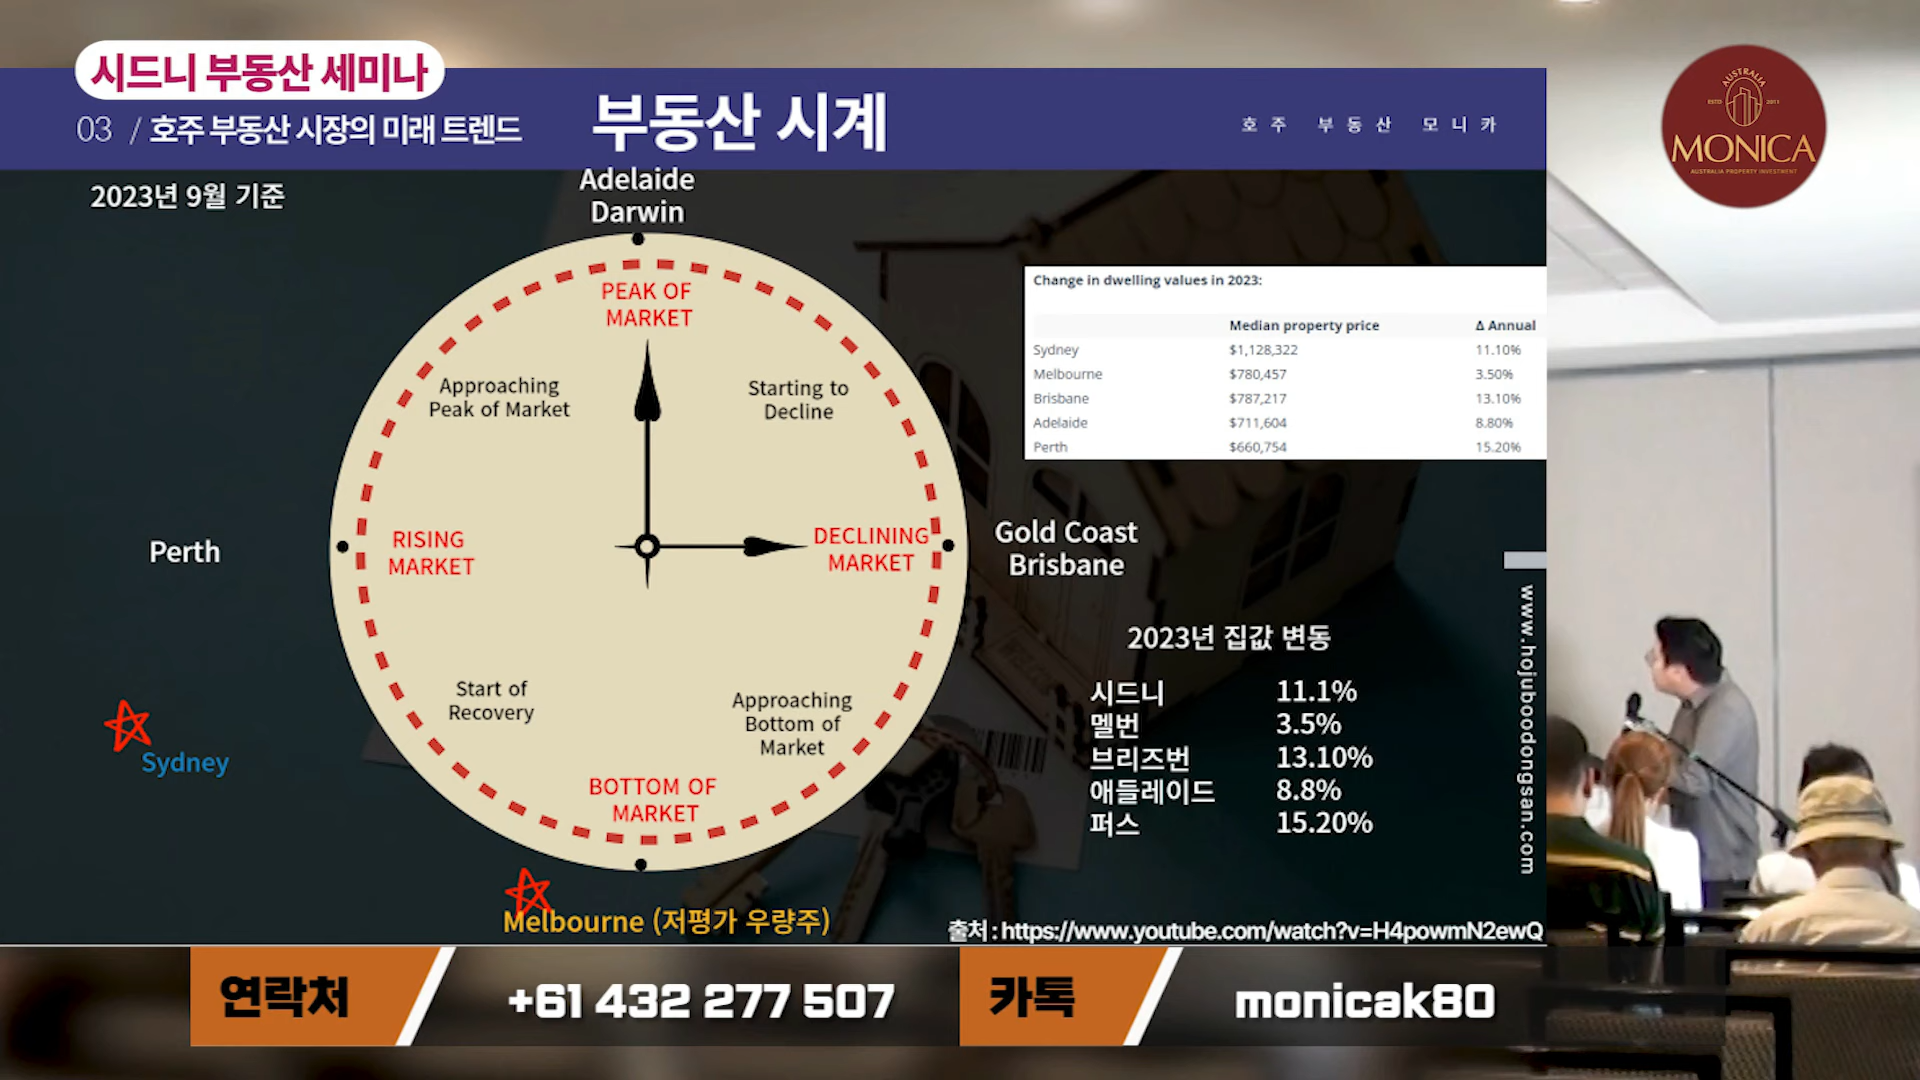 시드니 부동산 세미나
03 / 호주 부동산 시장의 미래 트렌드
부동산 시계
호주 부동산 모니카
AUSTRALIA
ESTD 2011
MONICA
AUSTRALIA PROPERTY INVESTMENT
2023년 9월 기준
Adelaide
Darwin
PEAK OF
MARKET
Approaching
Peak of Market
Starting to
Decline
RISING
MARKET
DECLINING
MARKET
Start of
Recovery
Approaching
Bottom of
Market
BOTTOM OF
MARKET
Perth
Gold Coast
Brisbane
Sydney
Melbourne (저평가 우량주)
Change in dwelling values in 2023:
Median property price Δ Annual
Sydney $1,128,322 11.10%
Melbourne $780,457 3.50%
Brisbane $787,217 13.10%
Adelaide $711,604 8.80%
Perth $660,754 15.20%
2023년 집값 변동
시드니 11.1%
멜번 3.5%
브리즈번 13.10%
애들레이드 8.8%
퍼스 15.20%
www.hojuboodongsan.com
출처 : https://www.youtube.com/watch?v=H4powmN2ewQ
연락처 +61 432 277 507
카톡 monicak80